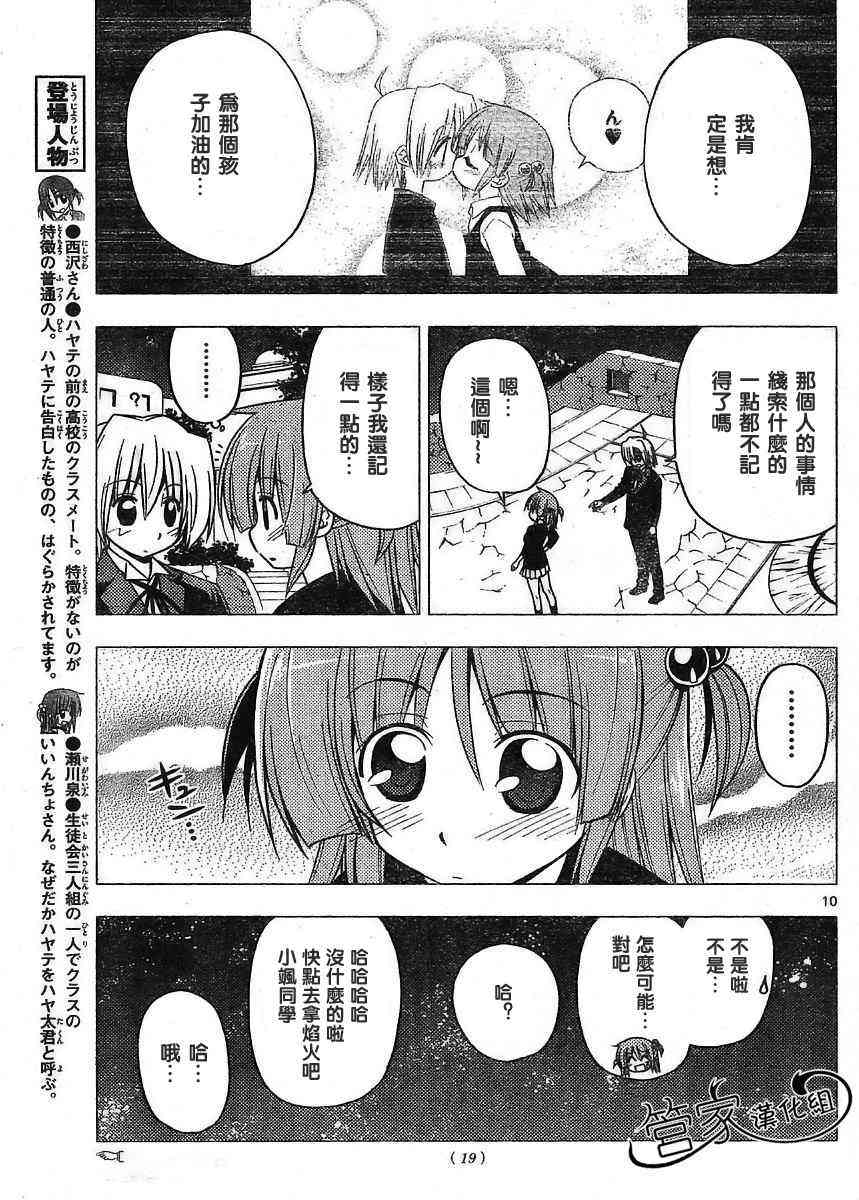 我肯
定是想…
ん♥
為那個孩
子加油的…
那個人的事情
綫索什麼的
一點都不記
得了嗎
嗯…
這個啊~~
樣子我還記
得一點的…
………
?
………
キュン…
10
不是啦
不是…
怎麼可能…
對吧
哈?
哈哈哈哈
沒什麼的啦
快點去拿焰火吧
小颯同學
哈…
哦…
管家漢化組
(19)
登場人物
とうじょうじんぶつ
●西沢さん●ハヤテの前の高校のクラスメート。特徴がないのが
特徴の普通の人。ハヤテに告白したものの、はぐらかされてます。
●瀬川泉●生徒会三人組の一人でクラスの
いいんちょさん。なぜだかハヤテをハヤ太君と呼ぶ。